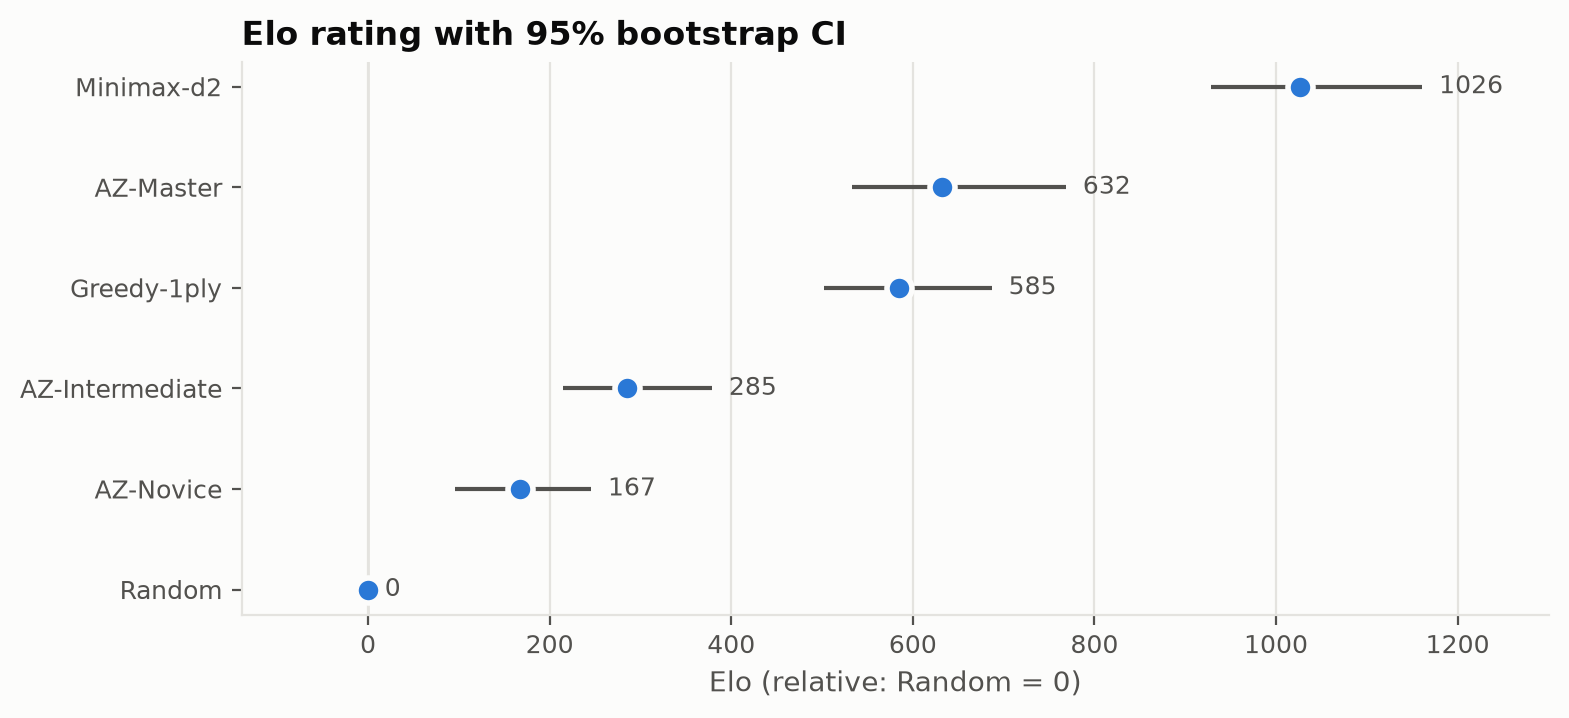 Elo rating with 95% bootstrap CI
Minimax-d2
1026
AZ-Master
632
Greedy-1ply
585
AZ-Intermediate
285
AZ-Novice
167
Random
0
0 200 400 600 800 1000 1200
Elo (relative: Random = 0)